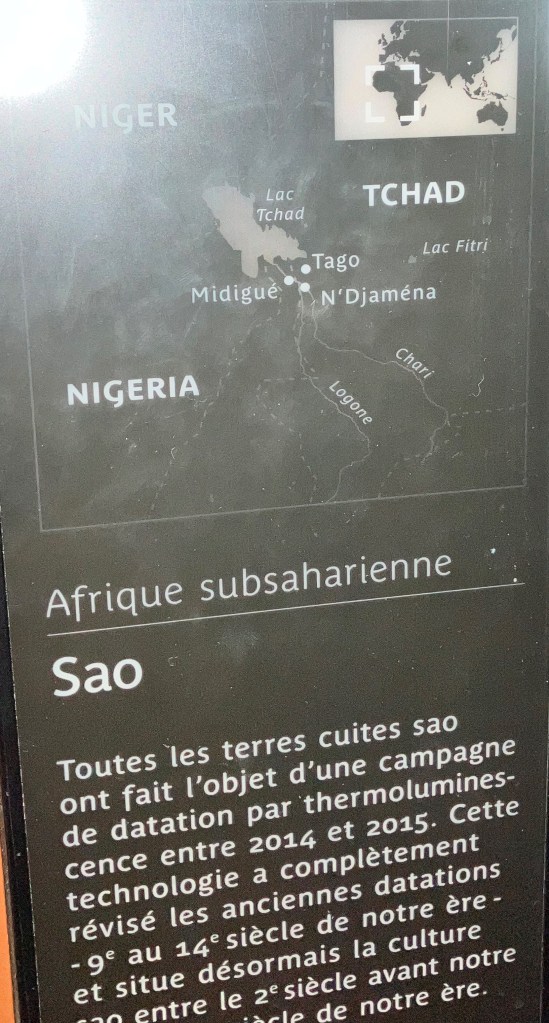 NIGER
Lac
Tchad
TCHAD
Lac Fitri
Tago
Midigué
N'Djaména
NIGERIA
Chari
Logone
Afrique subsaharienne
Sao
Toutes les terres cuites sao
ont fait l'objet d'une campagne
de datation par thermolumines-
cence entre 2014 et 2015. Cette
technologie a complètement
révisé les anciennes datations
- 9e au 14e siècle de notre ère -
et situe désormais la culture
sao entre le 2e siècle avant notre
siècle de notre ère.